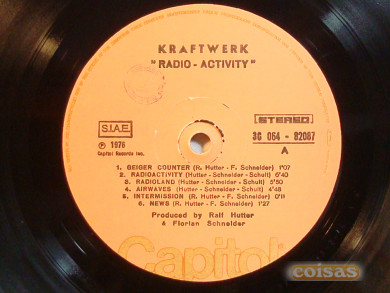 KRAFTWERK
"RADIO - ACTIVITY"
S.I.A.E.
STEREO
℗ 1976
Capitol Records Inc.
3C 064 - 82087
A
1. GEIGER COUNTER (R. Hutter - F. Schneider) 1'07
2. RADIOACTIVITY (Hutter - Schneider - Schult) 6'40
3. RADIOLAND (Hutter - Schneider - Schult) 5'50
4. AIRWAVES (Hutter - Schneider - Schult) 4'48
5. INTERMISSION (R. Hutter - F. Schneider) 0'11
6. NEWS (R. Hutter - F. Schneider) 1'27
Produced by Ralf Hutter
& Florian Schneider
Capitol
coisas